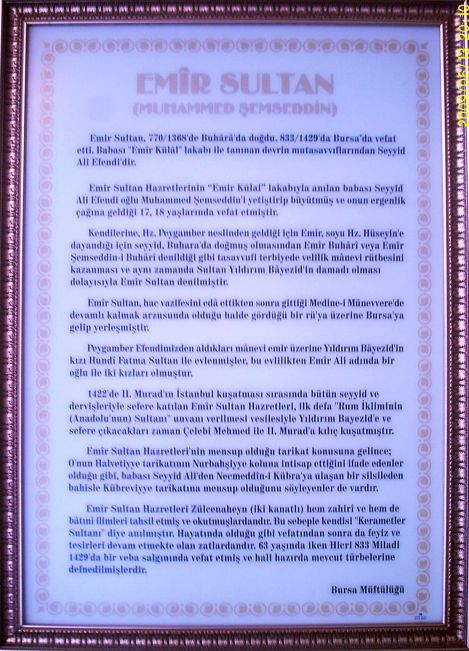 EMÎR SULTAN
(MUHAMMED ŞEMSEDDİN)
Emir Sultan, 770/1368'de Buhârâ'da doğdu. 833/1429'da Bursa'da vefat
etti. Babası "Emir Külâl" lakabı ile tanınan devrin mutasavvıflarından Seyyid
Ali Efendi'dir.
Emir Sultan Hazretlerinin "Emir Külal" lakabıyla anılan babası Seyyid
Ali Efendi oğlu Muhammed Şemseddin'i yetiştirip büyütmüş ve onun ergenlik
çağına geldiği 17, 18 yaşlarında vefat etmiştir.
Kendilerine, Hz. Peygamber neslinden geldiği için Emir, soyu Hz. Hüseyin'e
dayandığı için seyyid, Buhara'da doğmuş olmasından Emir Buhârî veya Emir
Şemseddin-i Buhârî denildiği gibi tasavvufi terbiyede velilik mânevi rütbesini
kazanması ve aynı zamanda Sultan Yıldırım Bâyezid'in damadı olması
dolayısıyla Emir Sultan denilmiştir.
Emir Sultan, hac vazifesini edâ ettikten sonra gittiği Medine-i Münevvere'de
devamlı kalmak arzusunda olduğu halde gördüğü bir rü'ya üzerine Bursa'ya
gelip yerleşmiştir.
Peygamber Efendimizden aldıkları mânevi emir üzerine Yıldırım Bâyezid'in
kızı Hundi Fatma Sultan ile evlenmişler, bu evlilikten Emir Ali adında bir
oğlu ile iki kızları olmuştur.
1422'de II. Murad'ın İstanbul kuşatması sırasında bütün seyyid ve
dervişleriyle sefere katılan Emir Sultan Hazretleri, ilk defa "Rum İkliminin
(Anadolu'nun) Sultanı" unvanı verilmesi vesilesiyle Yıldırım Bayezid'e ve
sefere çıkacakları zaman Çelebi Mehmed ile II. Murad'a kılıç kuşatmıştır.
Emir Sultan Hazretleri'nin mensup olduğu tarikat konusuna gelince;
O'nun Halvetiyye tarikatının Nurbahşiyye koluna intisap ettiğini ifade edenler
olduğu gibi, babası Seyyid Ali'den Necmeddin-i Kübra'ya ulaşan bir silsileden
bahisle Kübreviyye tarikatına mensup olduğunu söyleyenler de vardır.
Emir Sultan Hazretleri Zülcenaheyn (iki kanatlı) hem zahiri ve hem de
bâtıni ilimleri tahsil etmiş ve okutmuşlardandır. Bu sebeple kendisi "Kerametler
Sultanı" diye anılmıştır. Hayatında olduğu gibi vefatından sonra da feyiz ve
tesirleri devam etmekte olan zatlardandır. 63 yaşında iken Hicri 833 Miladi
1429'da bir veba salgınında vefat etmiş ve hali hazırda mevcut türbelerine
defnedilmişlerdir.
Bursa Müftülüğü